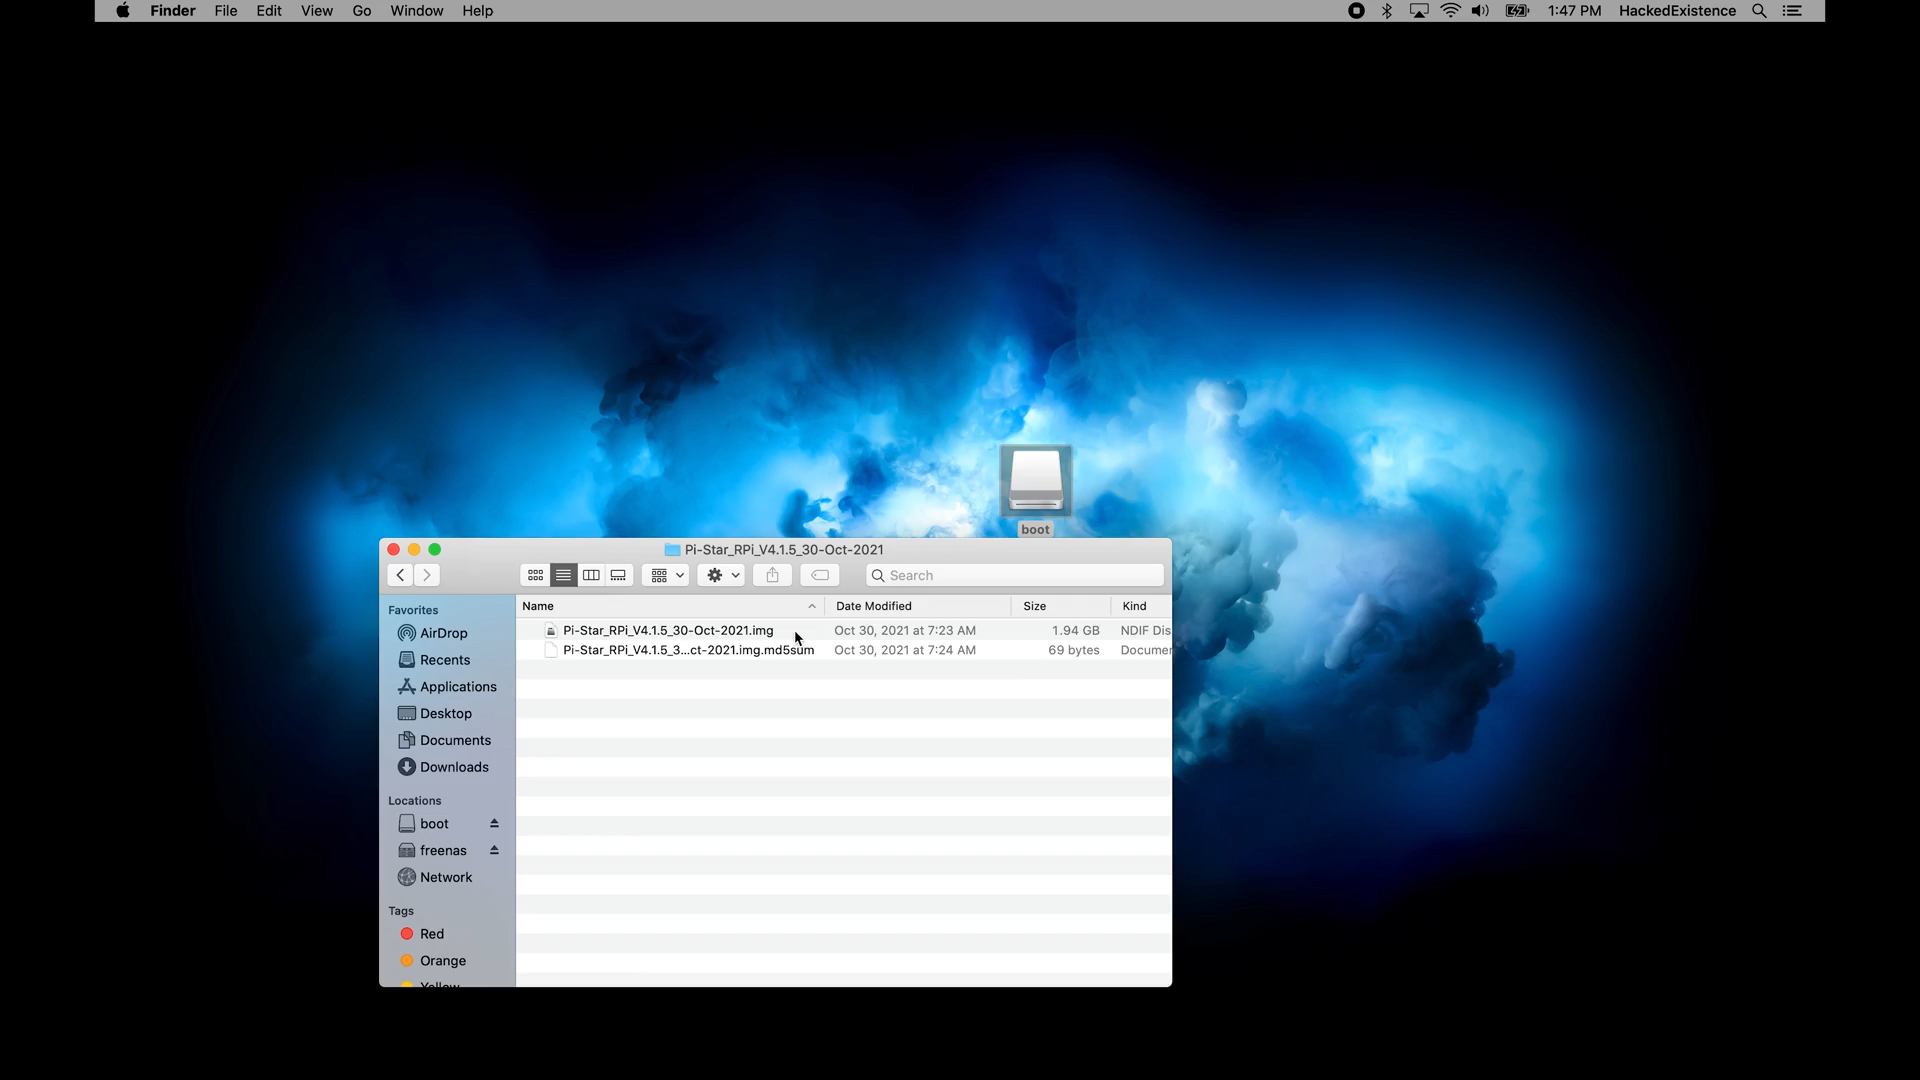 Finder File Edit View Go Window Help 1:47 PM HackedExistence
boot
Pi-Star_RPi_V4.1.5_30-Oct-2021
Search
Favorites
AirDrop
Recents
Applications
Desktop
Documents
Downloads
Locations
boot
freenas
Network
Tags
Red
Orange
Yellow
Name Date Modified Size Kind
Pi-Star_RPi_V4.1.5_30-Oct-2021.img Oct 30, 2021 at 7:23 AM 1.94 GB NDIF Dis
Pi-Star_RPi_V4.1.5_3...ct-2021.img.md5sum Oct 30, 2021 at 7:24 AM 69 bytes Documer